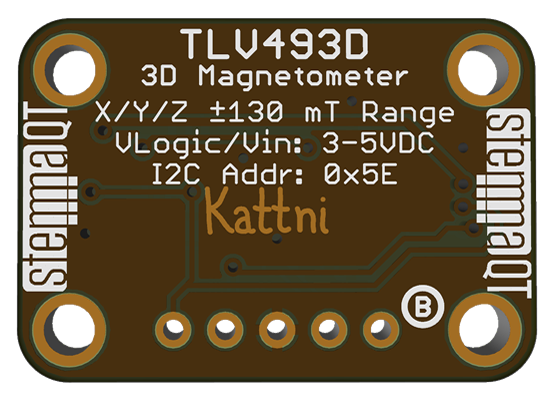 TLV493D
3D Magnetometer
X/Y/Z ±130 mT Range
VLogic/Vin: 3-5VDC
I2C Addr: 0x5E
Kattni
stemmaQT
stemmaQT
B